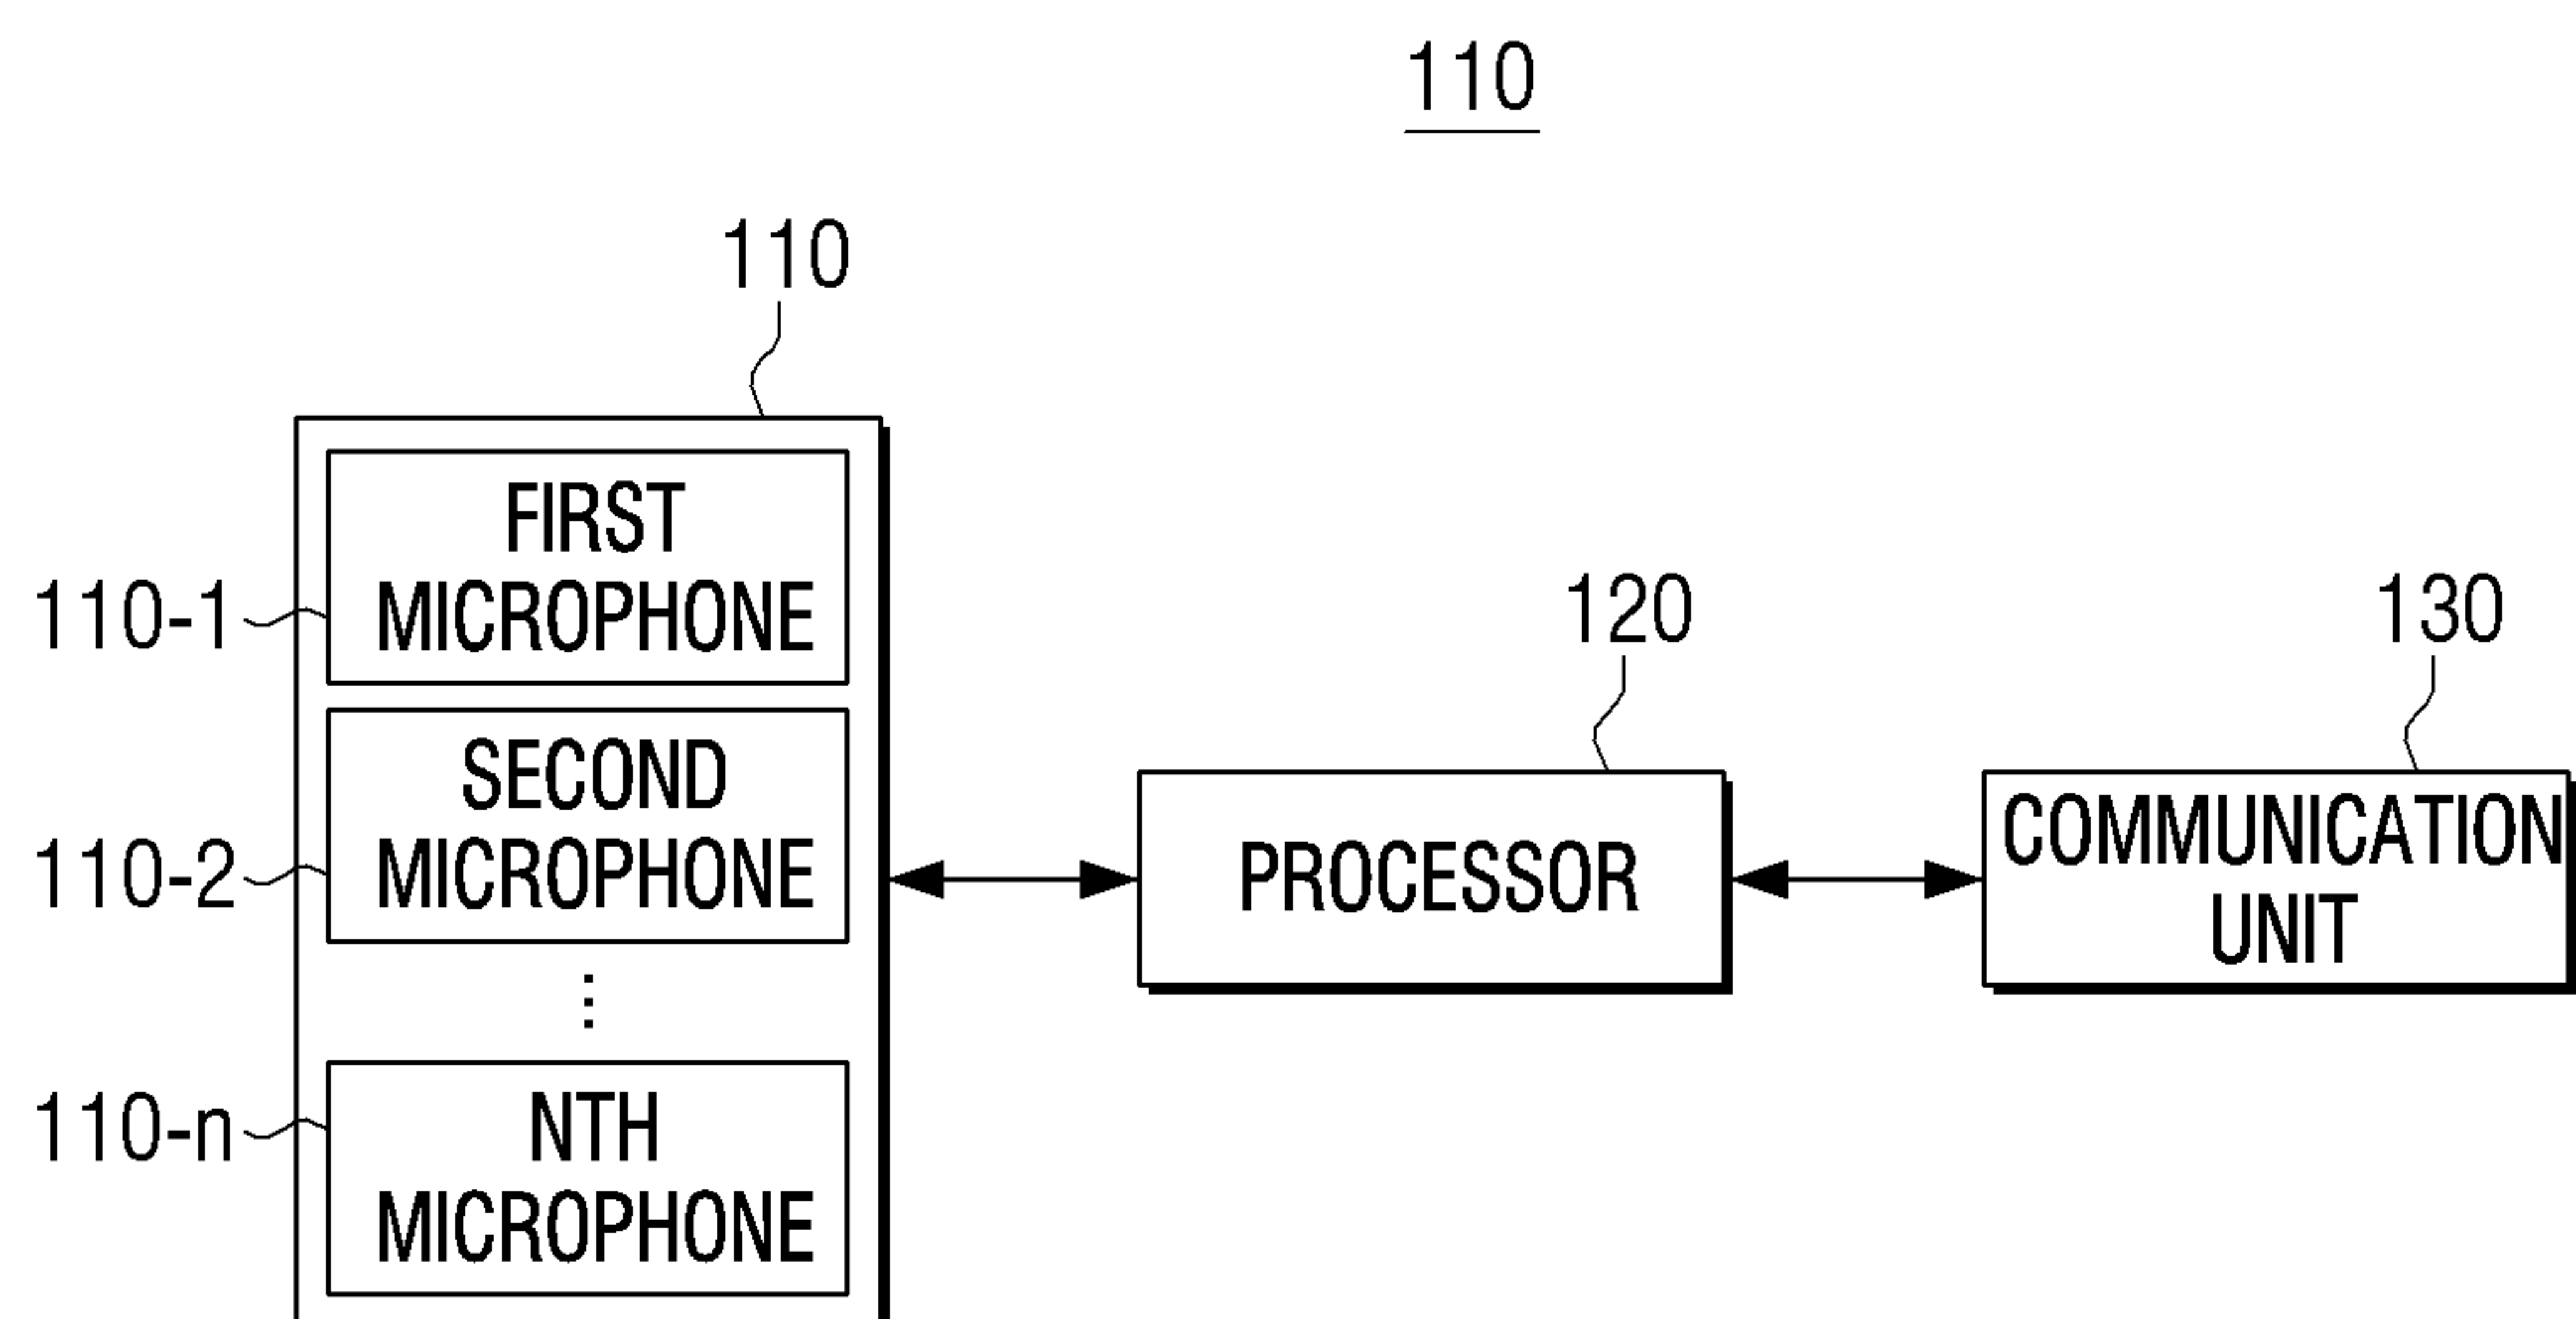 110
110
FIRST
MICROPHONE
110-1
SECOND
MICROPHONE
110-2
NTH
MICROPHONE
110-n
120
PROCESSOR
130
COMMUNICATION
UNIT